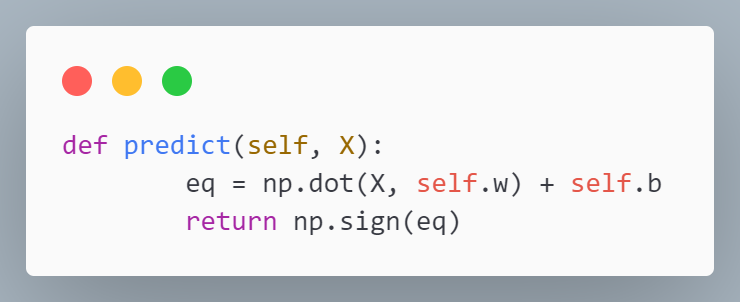 def predict(self, X):
        eq = np.dot(X, self.w) + self.b
        return np.sign(eq)